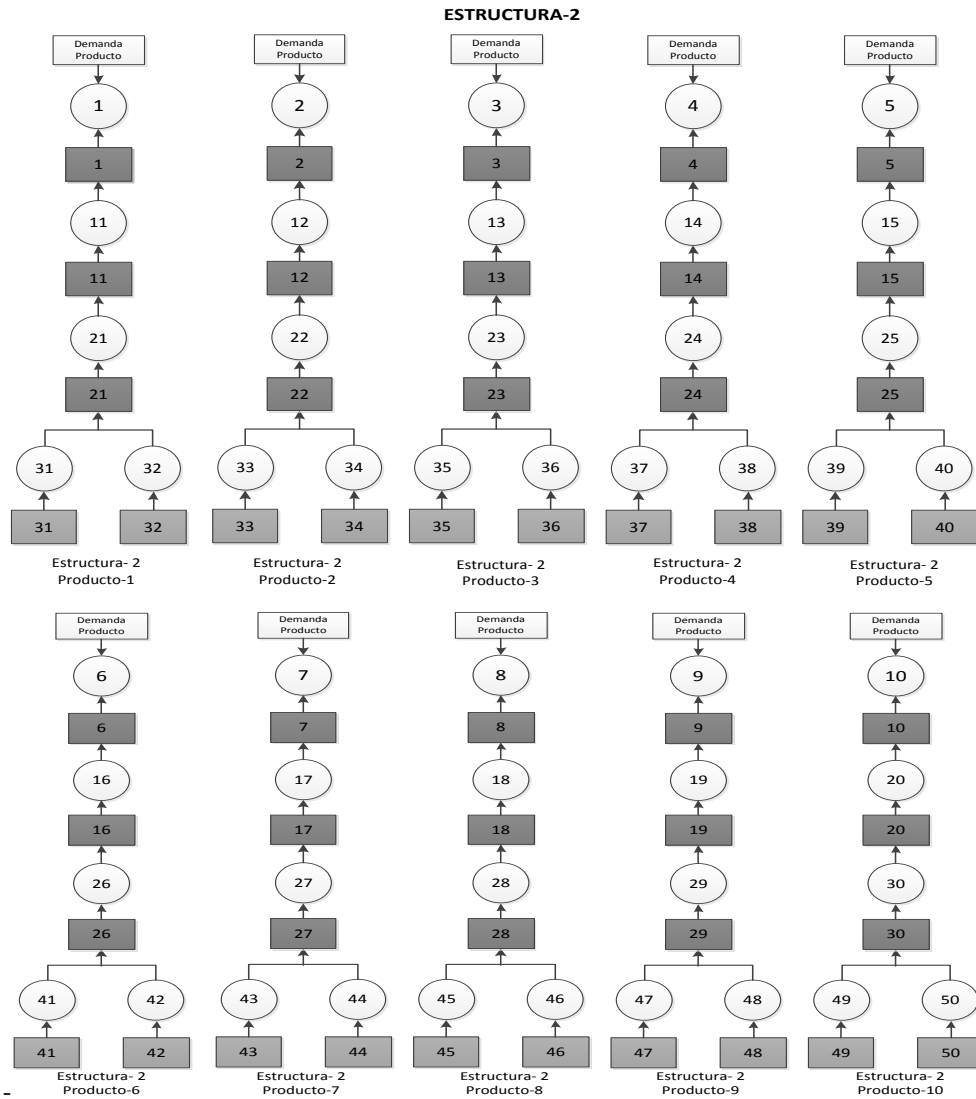 ESTRUCTURA-2
Demanda Demanda Demanda Demanda Demanda
Producto Producto Producto Producto Producto
1 2 3 4 5
1 2 3 4 5
11 12 13 14 15
11 12 13 14 15
21 22 23 24 25
21 22 23 24 25
31 32 33 34 35 36 37 38 39 40
31 32 33 34 35 36 37 38 39 40
Estructura- 2 Estructura- 2 Estructura- 2 Estructura- 2 Estructura- 2
Producto-1 Producto-2 Producto-3 Producto-4 Producto-5
Demanda Demanda Demanda Demanda Demanda
Producto Producto Producto Producto Producto
6 7 8 9 10
6 7 8 9 10
16 17 18 19 20
16 17 18 19 20
26 27 28 29 30
26 27 28 29 30
41 42 43 44 45 46 47 48 49 50
41 42 43 44 45 46 47 48 49 50
Estructura- 2 Estructura- 2 Estructura- 2 Estructura- 2 Estructura- 2
- Producto-6 Producto-7 Producto-8 Producto-9 Producto-10